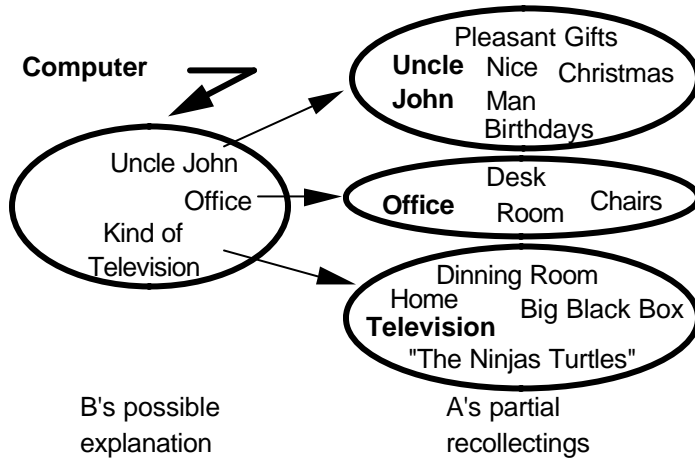 Computer
Uncle John
Office
Kind of
Television
Pleasant Gifts
Uncle Nice Christmas
John Man
Birthdays
Desk
Office Room Chairs
Dinning Room
Home Big Black Box
Television
"The Ninjas Turtles"
B's possible
explanation
A's partial
recollectings